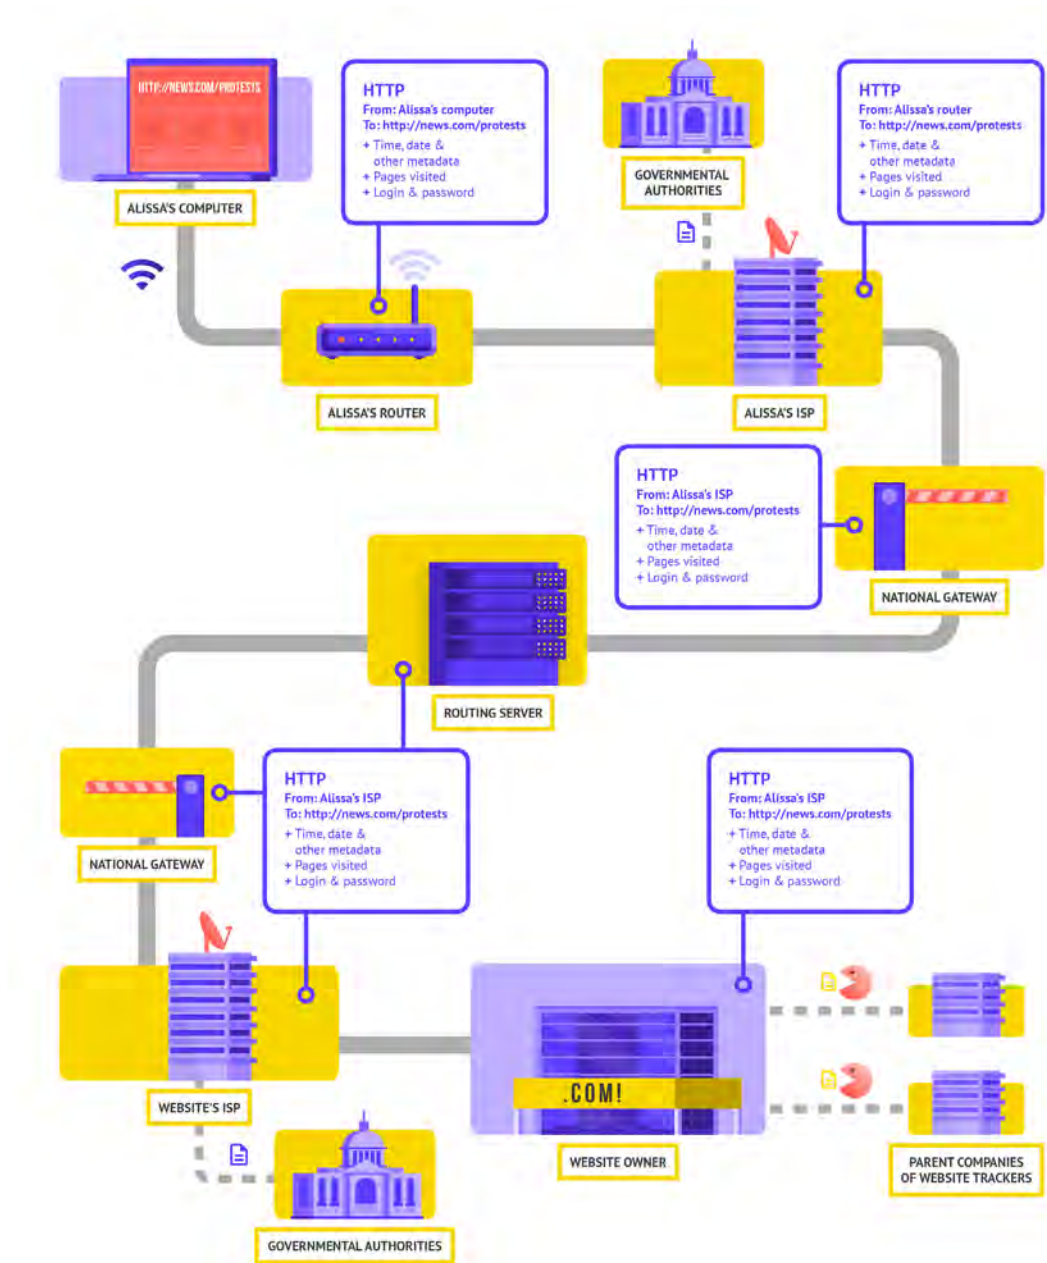 HTTP://NEWS.COM/PROTESTS
ALISSA'S COMPUTER
HTTP
From: Alissa's computer
To: http://news.com/protests
+ Time, date &
other metadata
+ Pages visited
+ Login & password
GOVERNMENTAL
AUTHORITIES
HTTP
From: Alissa's router
To: http://news.com/protests
+ Time, date &
other metadata
+ Pages visited
+ Login & password
ALISSA'S ROUTER
ALISSA'S ISP
HTTP
From: Alissa's ISP
To: http://news.com/protests
+ Time, date &
other metadata
+ Pages visited
+ Login & password
NATIONAL GATEWAY
ROUTING SERVER
NATIONAL GATEWAY
HTTP
From: Alissa's ISP
To: http://news.com/protests
+ Time, date &
other metadata
+ Pages visited
+ Login & password
HTTP
From: Alissa's ISP
To: http://news.com/protests
+ Time, date &
other metadata
+ Pages visited
+ Login & password
WEBSITE'S ISP
.COM!
WEBSITE OWNER
PARENT COMPANIES
OF WEBSITE TRACKERS
GOVERNMENTAL AUTHORITIES